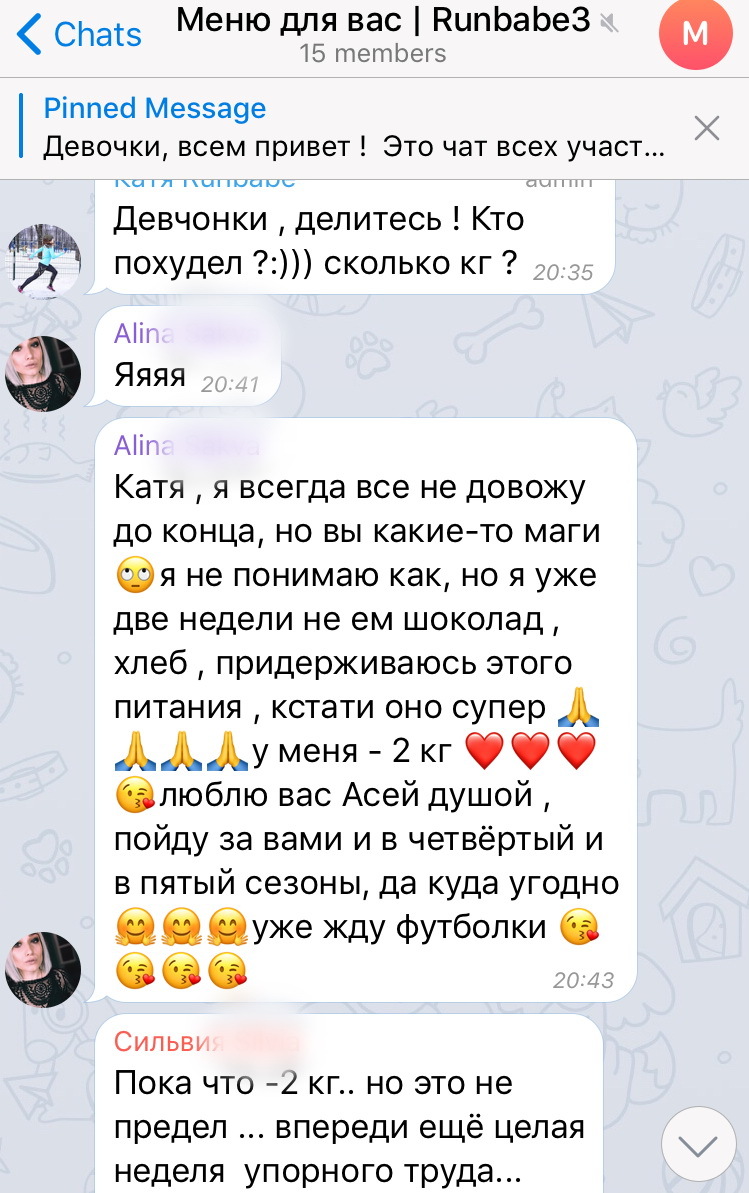 Chats
Меню для вас | Runbabe3
15 members
М
Pinned Message
Девочки, всем привет ! Это чат всех участ...
Катя Runbabe admin
Девчонки , делитесь ! Кто
похудел ?:))) сколько кг ? 20:35
Alina
Яяяя 20:41
Alina
Катя , я всегда все не довожу
до конца, но вы какие-то маги
🙄я не понимаю как, но я уже
две недели не ем шоколад ,
хлеб , придерживаюсь этого
питания , кстати оно супер 🙏
🙏🙏🙏у меня - 2 кг ❤️❤️❤️
😘люблю вас Асей душой ,
пойду за вами и в четвёртый и
в пятый сезоны, да куда угодно
🤗🤗🤗уже жду футболки 😘
😘😘😘 20:43
Сильвия
Пока что -2 кг.. но это не
предел ... впереди ещё целая
неделя упорного труда...